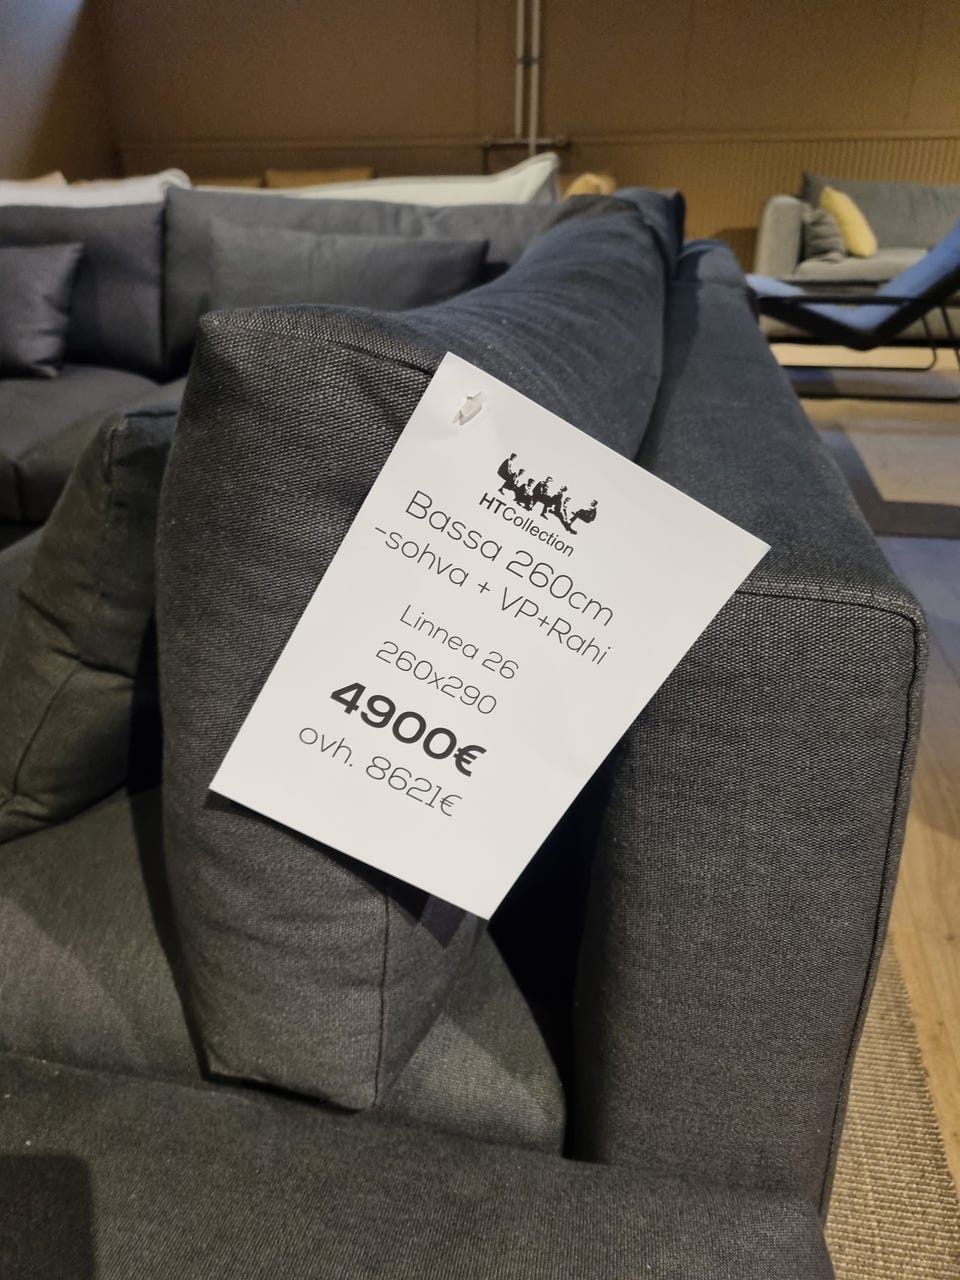 HTCollection
Bassa 260cm
-sohva + VP+Rahi
Linnea 26
260x290
4900€
ovh. 8621€